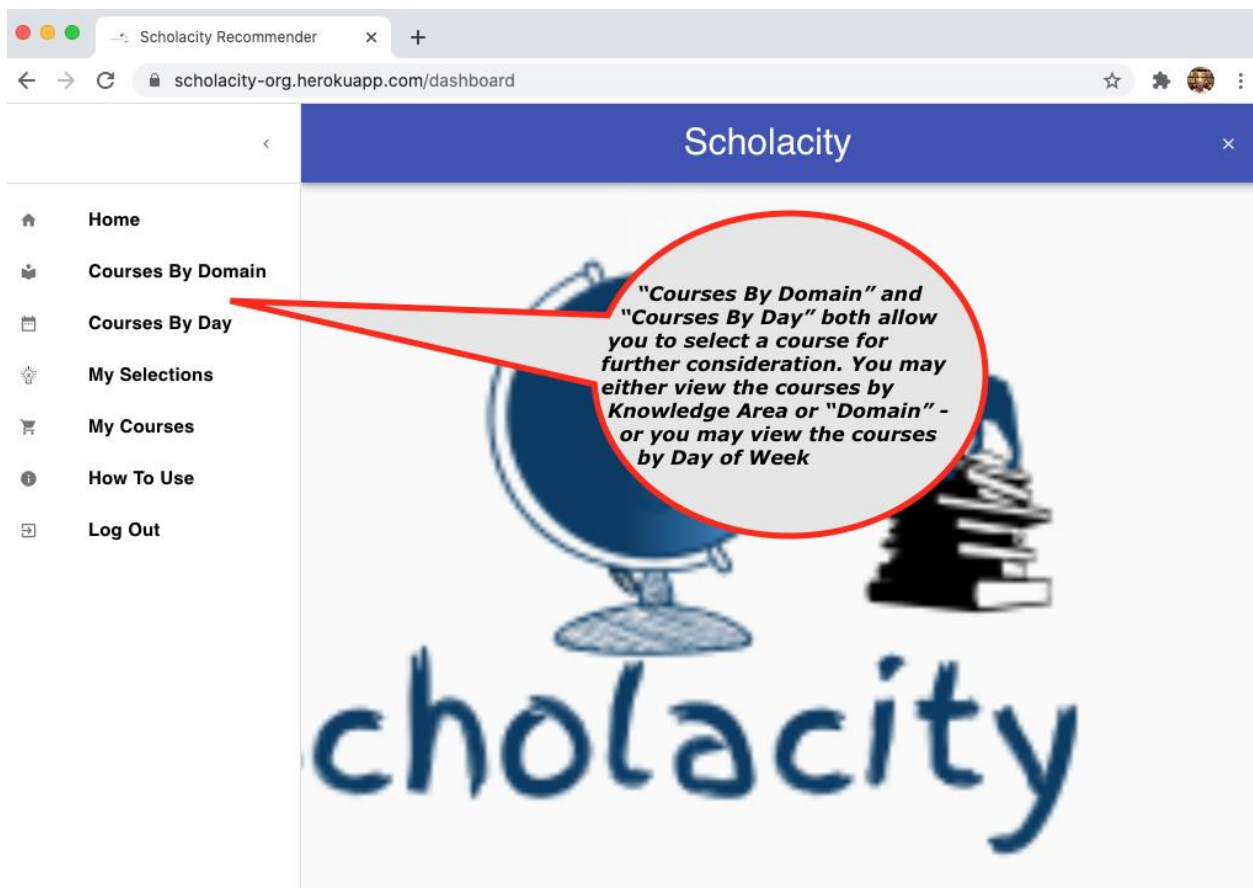 Scholacity Recommender
scholacity-org.herokuapp.com/dashboard
Scholacity
Home
Courses By Domain
Courses By Day
My Selections
My Courses
How To Use
Log Out
“Courses By Domain” and
“Courses By Day” both allow
you to select a course for
further consideration. You may
either view the courses by
Knowledge Area or “Domain” -
or you may view the courses
by Day of Week
cholacity